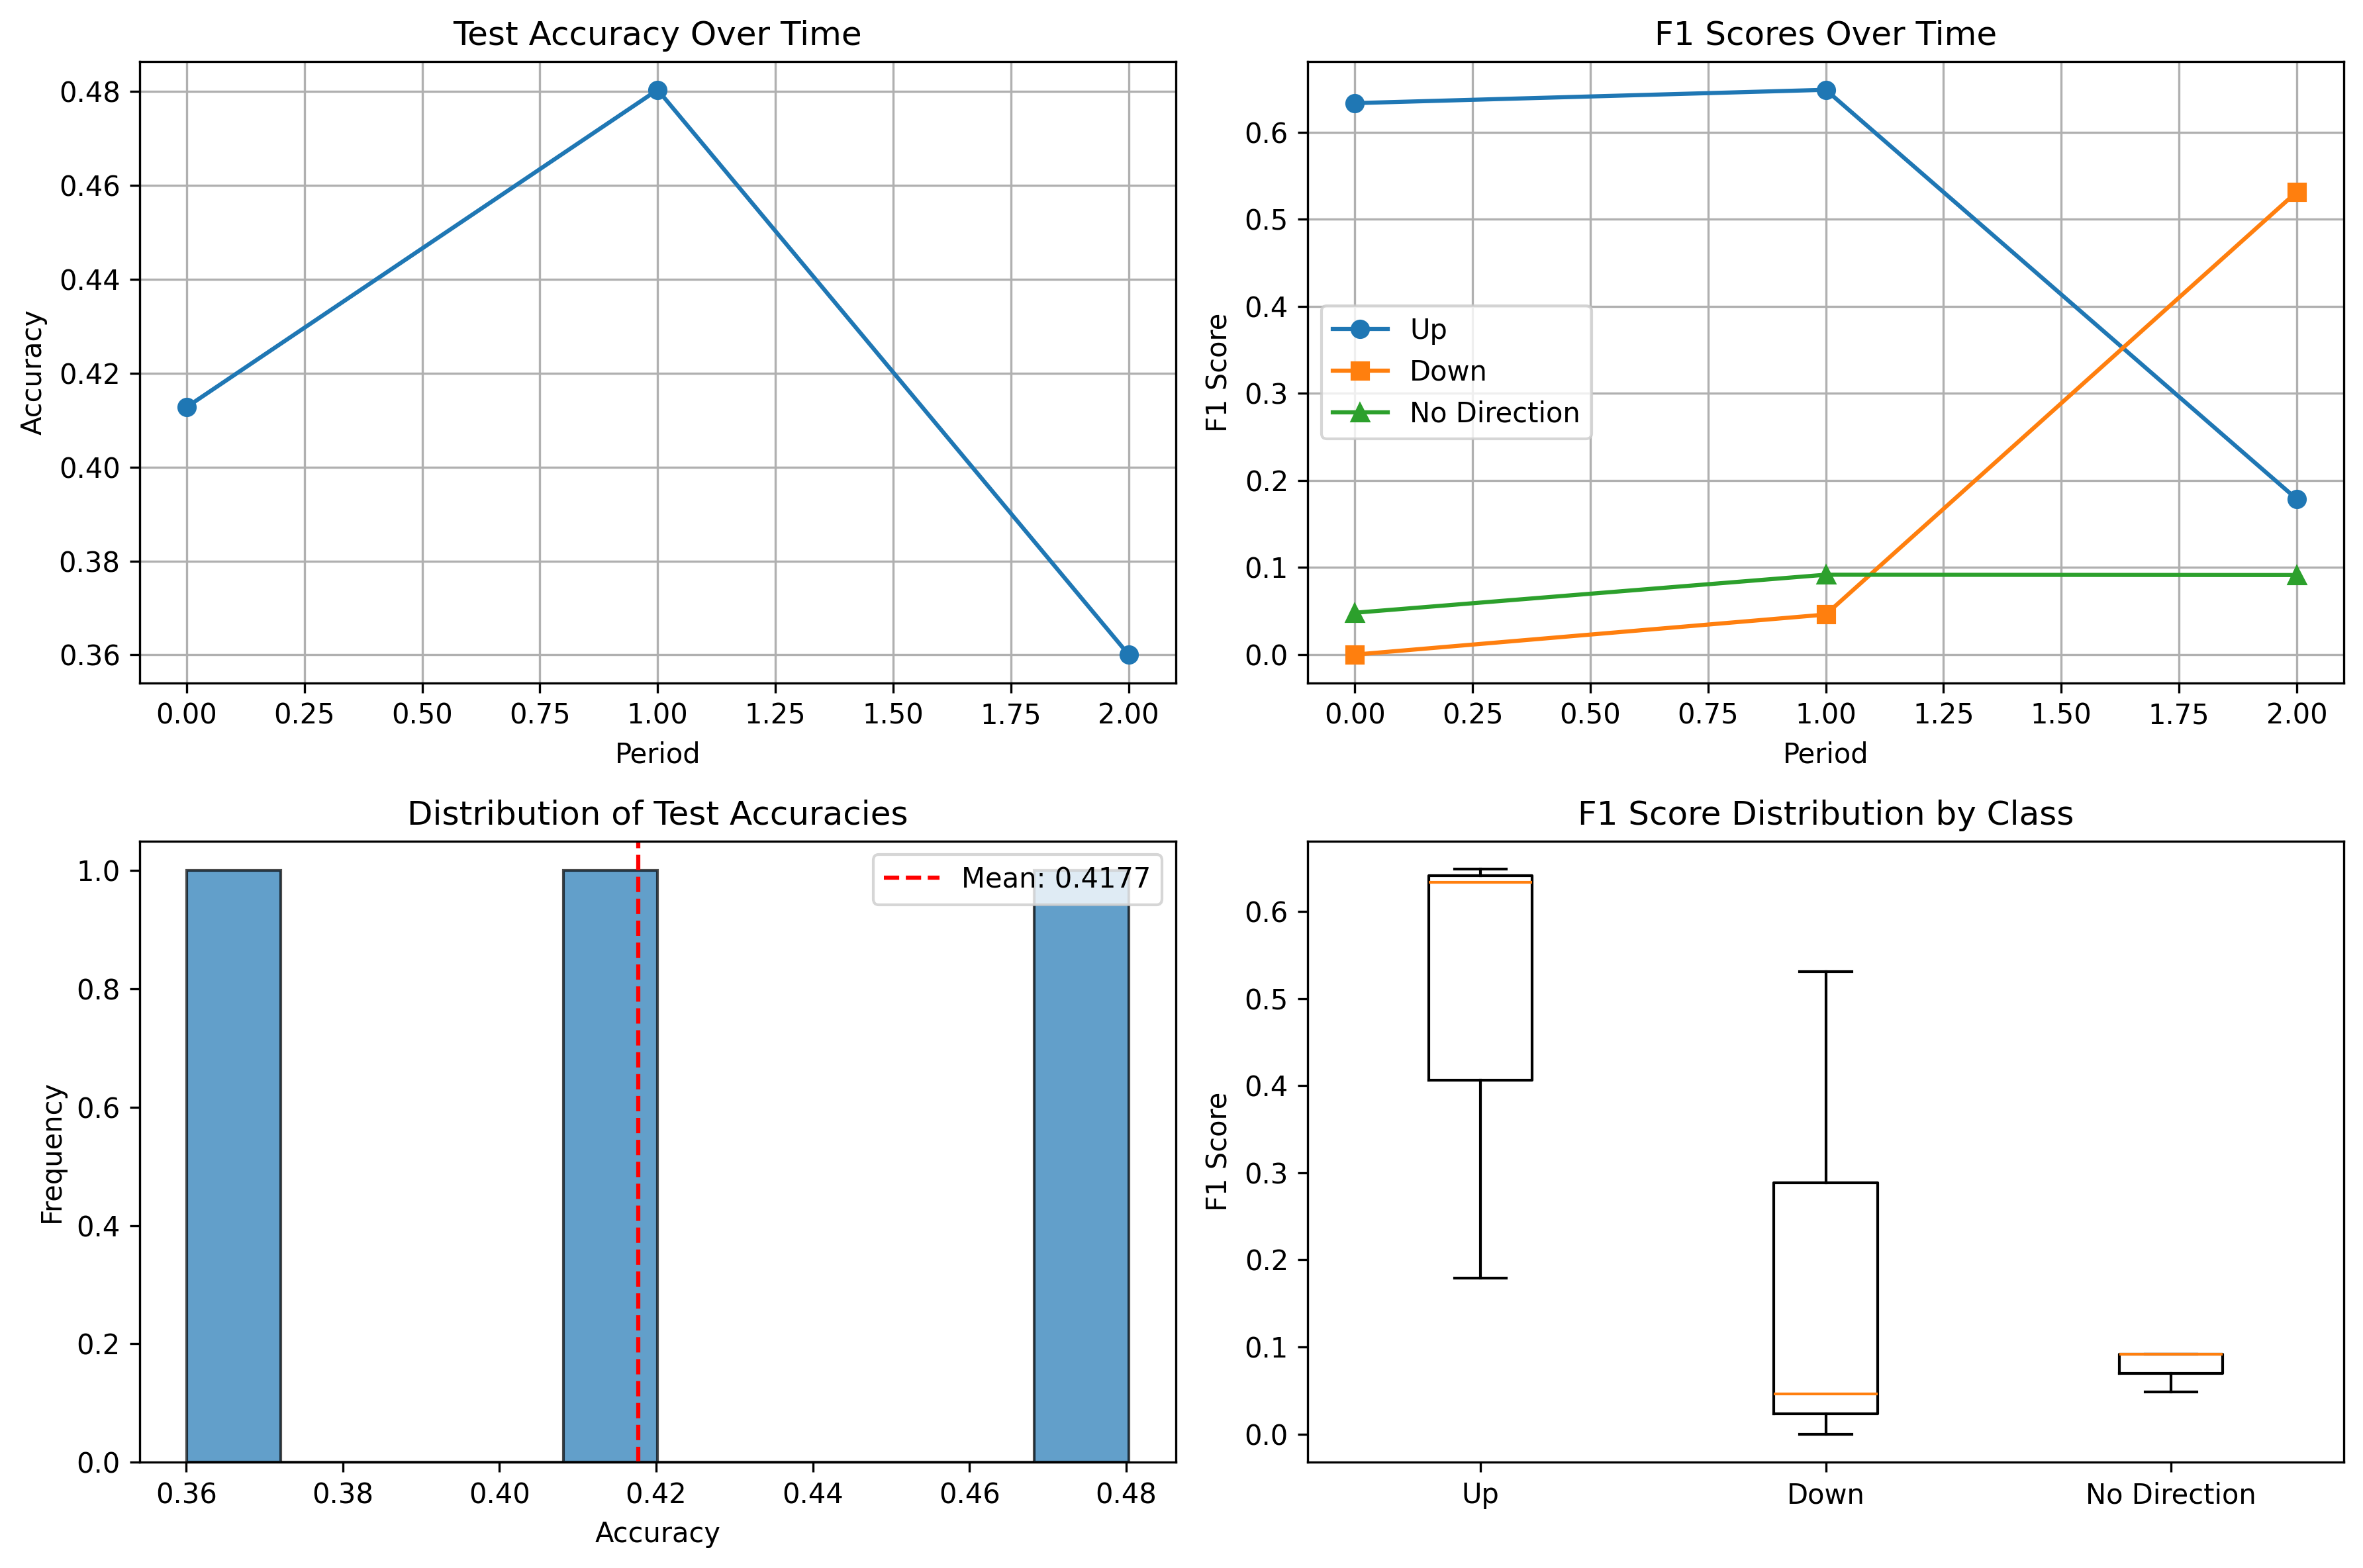 Test Accuracy Over Time
0.48
0.46
0.44
0.42
0.40
0.38
0.36
Accuracy
0.00 0.25 0.50 0.75 1.00 1.25 1.50 1.75 2.00
Period
F1 Scores Over Time
0.6
0.5
0.4
0.3
0.2
0.1
0.0
F1 Score
Up
Down
No Direction
0.00 0.25 0.50 0.75 1.00 1.25 1.50 1.75 2.00
Period
Distribution of Test Accuracies
1.0
0.8
0.6
0.4
0.2
0.0
Frequency
Mean: 0.4177
0.36 0.38 0.40 0.42 0.44 0.46 0.48
Accuracy
F1 Score Distribution by Class
0.6
0.5
0.4
0.3
0.2
0.1
0.0
F1 Score
Up Down No Direction